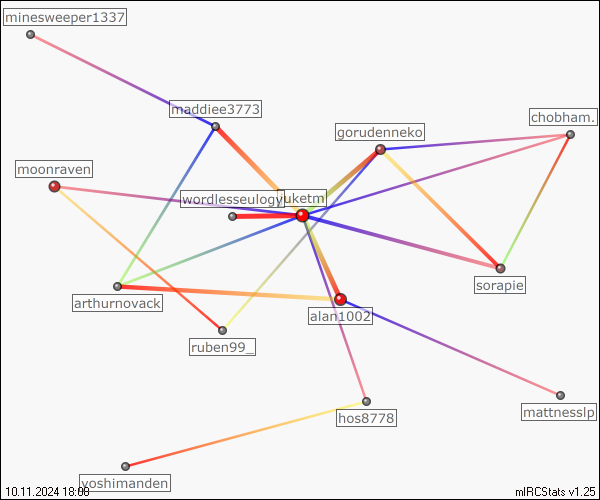 minesweeper1337
maddiee3773
chobham.
gorudenneko
moonraven
wordlesseulogy
uketm
sorapie
arthurnovack
alan1002
ruben99_
mattnesslp
hos8778
yoshimanden
10.11.2024 18:00
mIRCStats v1.25